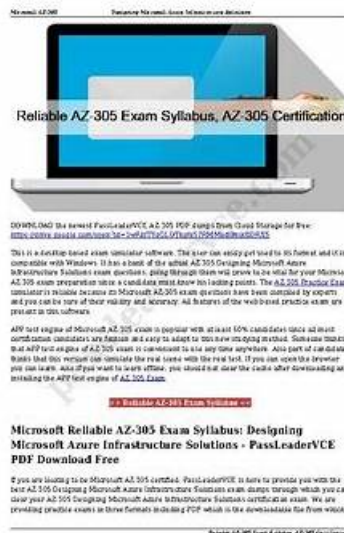 Microsoft AZ-305
Designing Microsoft Azure Infrastructure Solutions
Reliable AZ-305 Exam Syllabus, AZ-305 Certification
DOWNLOAD the newest PassLeaderVCE AZ-305 PDF dumps from Cloud Storage for free:
This is a desktop-based exam simulator software. The user can easily get used to its format and it is
compatible with Windows. It has a bank of the actual AZ-305 Designing Microsoft Azure
Infrastructure Solutions exam questions, going through them will prove to be vital for your Microsoft
AZ-305 exam preparation since a candidate must know his lacking points. The AZ-305 Practice Exam
simulator is reliable because its Microsoft AZ-305 exam questions have been compiled by experts
and you can be sure of their validity and accuracy. All features of the web-based practice exam are
present in this software.
APP test engine of Microsoft AZ-305 exam is popular with at least 60% candidates since all most
certification candidates are fashion and easy to adapt to this new studying method. Someone thinks
that APP test engine of AZ-305 exam is convenient to use any time anywhere. Also part of candidates
thinks that this version can simulate the real scene with the real test. If you can open the browser
you can learn. Also if you want to learn offline, you should not clear the cache after downloading and
installing the APP test engine of AZ-305 Exam.
>> Reliable AZ-305 Exam Syllabus <<
Microsoft Reliable AZ-305 Exam Syllabus: Designing
Microsoft Azure Infrastructure Solutions - PassLeaderVCE
PDF Download Free
If you are looking to be Microsoft AZ-305 certified. PassLeaderVCE is here to provide you with the
best AZ-305 Designing Microsoft Azure Infrastructure Solutions exam dumps through which you can
clear your AZ-305 Designing Microsoft Azure Infrastructure Solutions certification exam. We are
providing practice exams in three formats including PDF which is the downloadable file from which